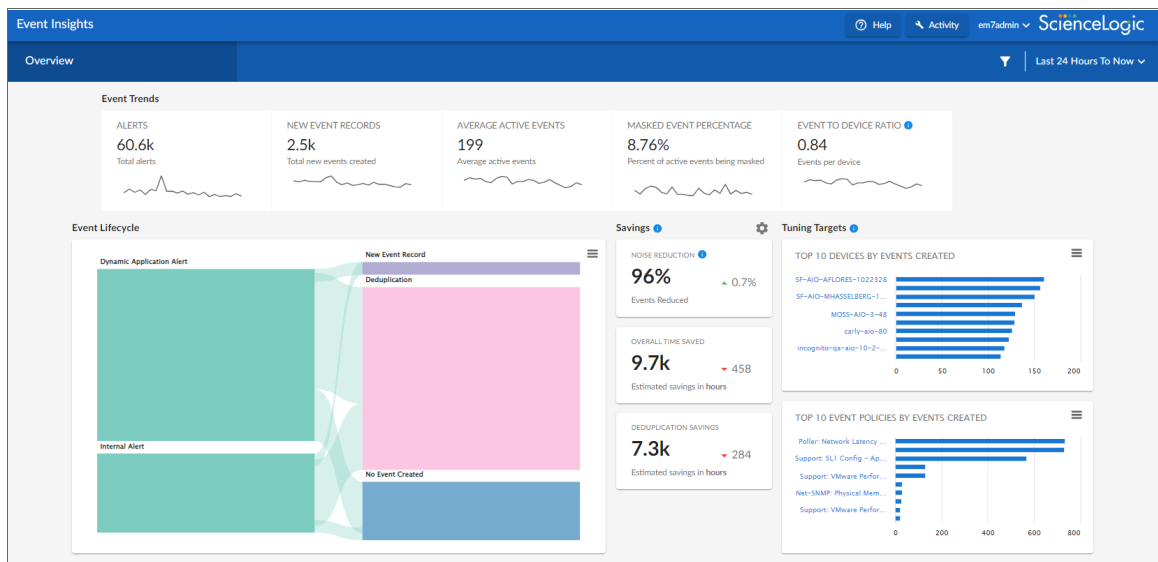 Event Insights
Help
Activity
em7admin
ScienceLogic
Overview
Last 24 Hours To Now
Event Trends
ALERTS
60.6k
Total alerts
NEW EVENT RECORDS
2.5k
Total new events created
AVERAGE ACTIVE EVENTS
199
Average active events
MASKED EVENT PERCENTAGE
8.76%
Percent of active events being masked
EVENT TO DEVICE RATIO
0.84
Events per device
Event Lifecycle
Dynamic Application Alert
Internal Alert
New Event Record
Deduplication
No Event Created
Savings
NOISE REDUCTION
96%
0.7%
Events Reduced
OVERALL TIME SAVED
9.7k
458
Estimated savings in hours
DEDUPLICATION SAVINGS
7.3k
284
Estimated savings in hours
Tuning Targets
TOP 10 DEVICES BY EVENTS CREATED
SF-AIO-AFLORES-1022328
SF-AIO-MHASSELBERG-1...
MOSS-AIO-3-48
carly-aio-80
incognito-qa-aio-10-2-...
0 50 100 150 200
TOP 10 EVENT POLICIES BY EVENTS CREATED
Poller: Network Latency ...
Support: SL1 Config - Ap...
Support: VMware Perfor...
Net-SNMP: Physical Mem...
Support: VMware Perfor...
0 200 400 600 800